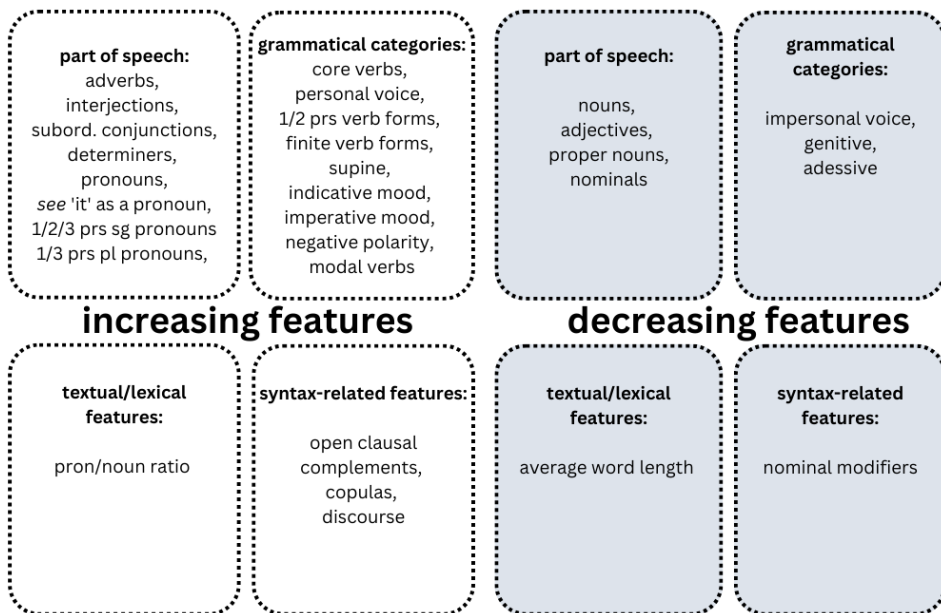 part of speech:
adverbs,
interjections,
subord. conjunctions,
determiners,
pronouns,
see 'it' as a pronoun,
1/2/3 prs sg pronouns
1/3 prs pl pronouns,
grammatical categories:
core verbs,
personal voice,
1/2 prs verb forms,
finite verb forms,
supine,
indicative mood,
imperative mood,
negative polarity,
modal verbs
part of speech:
nouns,
adjectives,
proper nouns,
nominals
grammatical
categories:
impersonal voice,
genitive,
adessive
increasing features
decreasing features
textual/lexical
features:
pron/noun ratio
syntax-related features:
open clausal
complements,
copulas,
discourse
textual/lexical
features:
average word length
syntax-related
features:
nominal modifiers